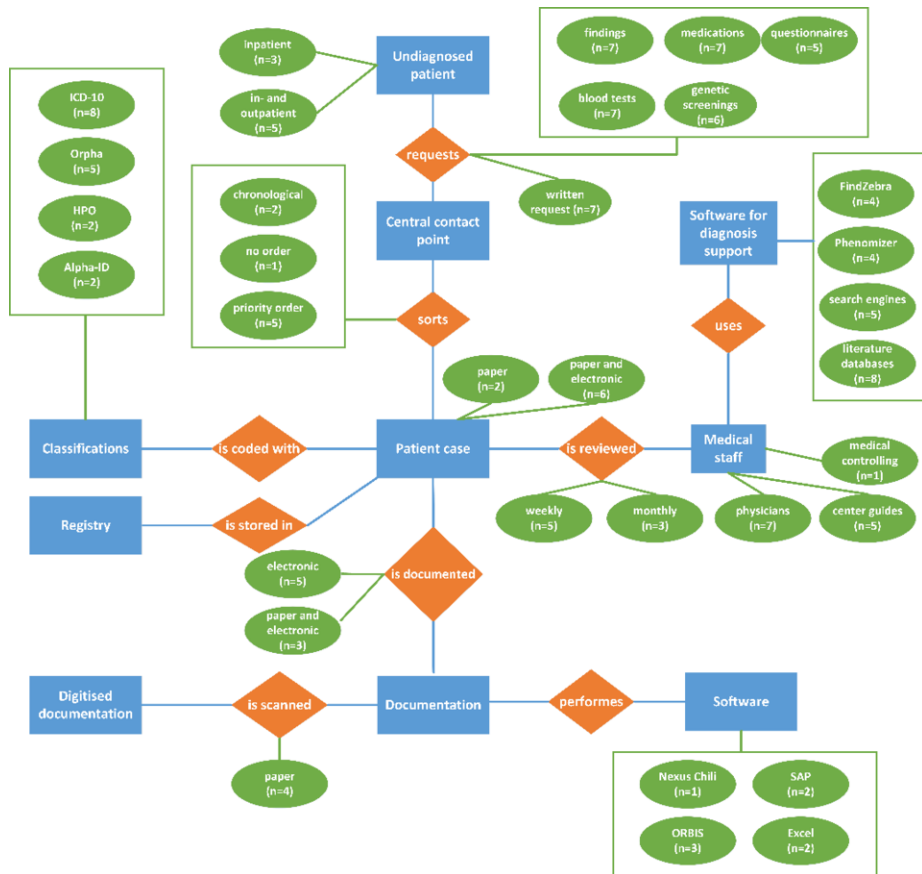 inpatient
(n=3)
Undiagnosed
patient
findings
(n=7)
medications
(n=7)
questionnaires
(n=5)
ICD-10
(n=8)
in- and
outpatient
(n=5)
blood tests
(n=7)
genetic
screenings
(n=6)
Orpha
(n=5)
requests
written
request (n=7)
HPO
(n=2)
chronological
(n=2)
Central contact
point
Software for
diagnosis
support
FindZebra
(n=4)
Alpha-ID
(n=2)
no order
(n=1)
Phenomizer
(n=4)
priority order
(n=5)
sorts
uses
search engines
(n=5)
literature
databases
(n=8)
paper
(n=2)
paper and
electronic
(n=6)
Classifications
is coded with
Patient case
is reviewed
Medical
staff
medical
controlling
(n=1)
Registry
is stored in
weekly
(n=5)
monthly
(n=3)
physicians
(n=7)
center guides
(n=5)
electronic
(n=5)
is documented
paper and
electronic
(n=3)
Digitised
documentation
is scanned
Documentation
performes
Software
paper
(n=4)
Nexus Chili
(n=1)
SAP
(n=2)
ORBIS
(n=3)
Excel
(n=2)